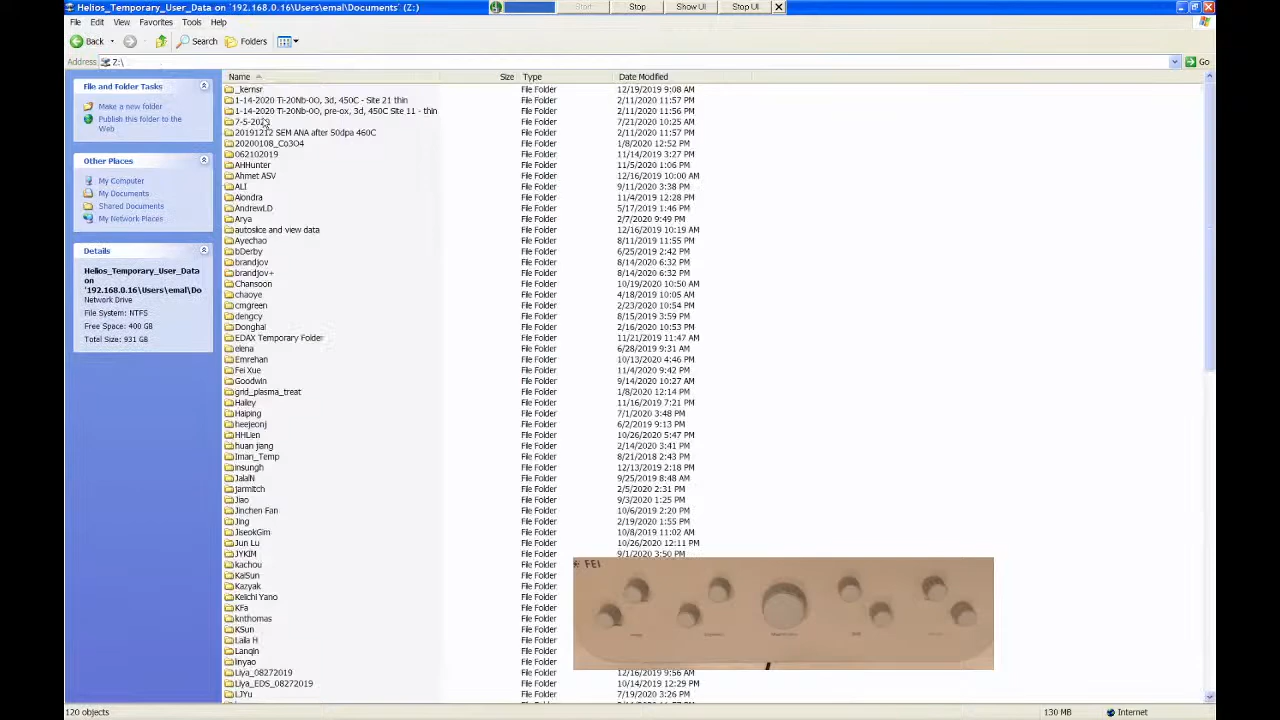 Helios_Temporary_User_Data on '192.168.0.16\Users\emal\Documents' (Z:)
Start Stop Show UI Stop UI
File Edit View Favorites Tools Help
Back Search Folders
Address Z:\ Go
File and Folder Tasks
Make a new folder
Publish this folder to the
Web
Other Places
My Computer
My Documents
Shared Documents
My Network Places
Details
Helios_Temporary_User_Data
on
'192.168.0.16\Users\emal\Do
Network Drive
File System: NTFS
Free Space: 408 GB
Total Size: 931 GB
Name Size Type Date Modified
_kernsr File Folder 12/19/2019 9:08 AM
1-14-2020 Ti-20Nb-0O, 3d, 450C - Site 21 thin File Folder 2/11/2020 11:57 PM
1-14-2020 Ti-20Nb-0O, pre-ox, 3d, 450C Site 11 - thin File Folder 2/11/2020 11:56 PM
7-5-2020 File Folder 7/21/2020 10:25 AM
20191212 SEM ANA after 50dpa 460C File Folder 2/11/2020 11:57 PM
20200108_Co3O4 File Folder 1/8/2020 12:52 PM
062102019 File Folder 11/14/2019 3:27 PM
AHHunter File Folder 11/5/2020 1:06 PM
Ahmet ASV File Folder 12/16/2019 10:00 AM
ALI File Folder 9/11/2020 3:38 PM
Alondra File Folder 11/4/2019 12:28 PM
AndrewLD File Folder 5/17/2019 1:46 PM
Arya File Folder 2/7/2020 9:49 PM
autoslice and view data File Folder 12/16/2019 10:19 AM
Ayechao File Folder 8/11/2020 11:55 PM
bDerby File Folder 6/25/2019 2:42 PM
brandjov File Folder 8/14/2020 6:32 PM
brandjov+ File Folder 8/14/2020 6:32 PM
Chansoon File Folder 10/19/2020 10:50 AM
chaoye File Folder 4/18/2019 10:05 AM
cmgreen File Folder 2/23/2020 10:54 PM
dengcy File Folder 8/15/2019 3:59 PM
Donghai File Folder 2/16/2020 10:53 PM
EDAX Temporary Folder File Folder 11/21/2019 11:47 AM
elena File Folder 6/28/2019 9:31 AM
Emrehan File Folder 10/13/2020 4:46 PM
Fei Xue File Folder 11/4/2020 9:42 PM
Goodwin File Folder 9/14/2020 10:27 AM
grid_plasma_treat File Folder 1/8/2020 12:14 PM
Hailey File Folder 11/16/2019 7:21 PM
Haiping File Folder 7/1/2020 3:48 PM
heejeonj File Folder 6/2/2019 9:13 PM
HHLien File Folder 10/26/2020 5:47 PM
huan jiang File Folder 2/14/2020 3:41 PM
Iman_Temp File Folder 8/21/2018 2:43 PM
insungh File Folder 12/13/2019 2:18 PM
JalalN File Folder 9/25/2019 8:48 AM
jarmitch File Folder 2/5/2020 2:31 PM
Jiao File Folder 9/3/2020 1:25 PM
Jinchen Fan File Folder 10/6/2019 2:20 PM
Jing File Folder 2/19/2020 1:55 PM
JiseokGim File Folder 10/8/2019 11:02 AM
Jun Lu File Folder 10/26/2020 12:11 PM
JYKIM File Folder 9/1/2020 3:50 PM
kachou File Folder
KaiSun File Folder
Kazyak File Folder
Keiichi Yano File Folder
KFa File Folder
knthomas File Folder
KSun File Folder
Laila H File Folder
Lanqin File Folder
linyao File Folder
Liya_08272019 File Folder 12/16/2019 9:56 AM
Liya_EDS_08272019 File Folder 10/14/2019 12:29 PM
LJYu File Folder 7/19/2020 3:26 PM
FEI
120 objects 130 MB Internet